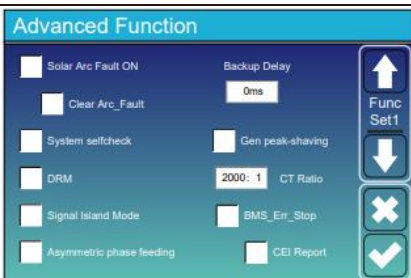 Advanced Function
Solar Arc Fault ON
Backup Delay
Clear Arc_Fault
0ms
Func
Set1
System selfcheck
Gen peak-shaving
DRM
2000: 1
CT Ratio
Signal Island Mode
BMS_Err_Stop
Asymmetric phase feeding
CEI Report